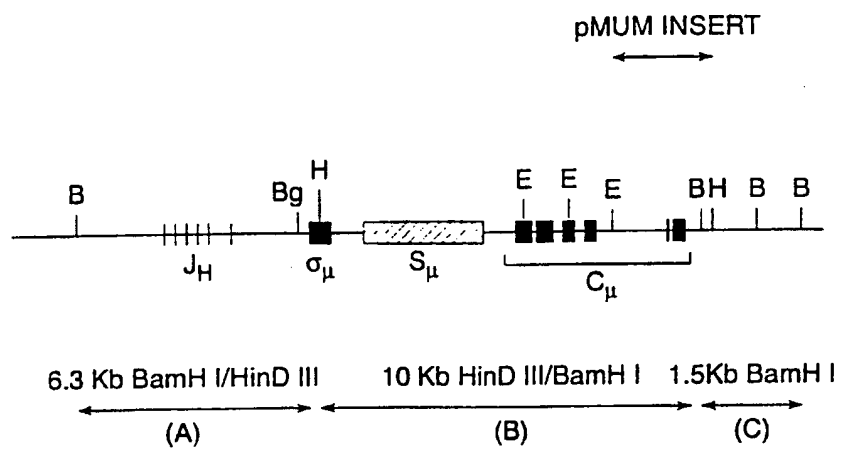 pMUM INSERT
B Bg H E E E B H B B
J_H σ_μ S_μ C_μ
6.3 Kb BamH I/HinD III 10 Kb HinD III/BamH I 1.5Kb BamH I
(A) (B) (C)